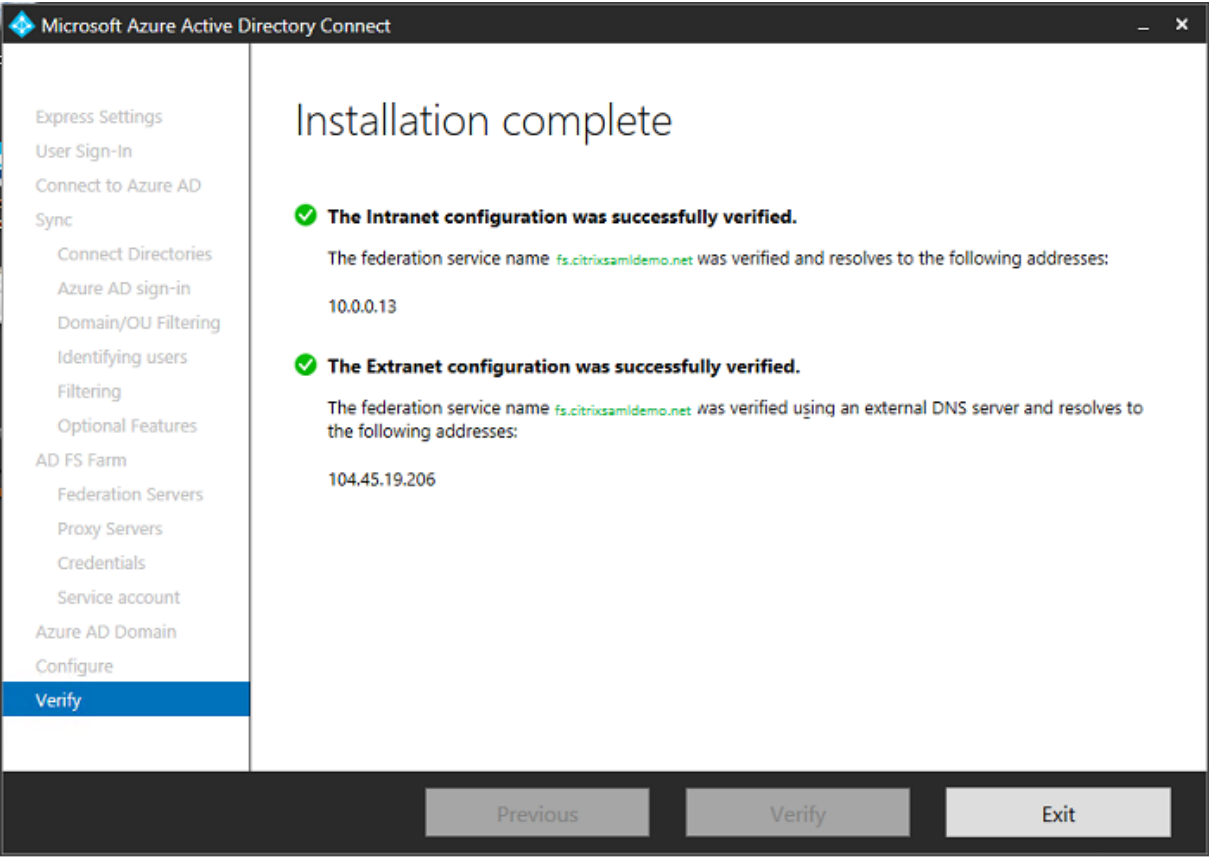 Microsoft Azure Active Directory Connect
Express Settings
User Sign-In
Connect to Azure AD
Sync
Connect Directories
Azure AD sign-in
Domain/OU Filtering
Identifying users
Filtering
Optional Features
AD FS Farm
Federation Servers
Proxy Servers
Credentials
Service account
Azure AD Domain
Configure
Verify
Installation complete
The Intranet configuration was successfully verified.
The federation service name fs.citrixsamldemo.net was verified and resolves to the following addresses:
10.0.0.13
The Extranet configuration was successfully verified.
The federation service name fs.citrixsamldemo.net was verified using an external DNS server and resolves to
the following addresses:
104.45.19.206
Previous
Verify
Exit